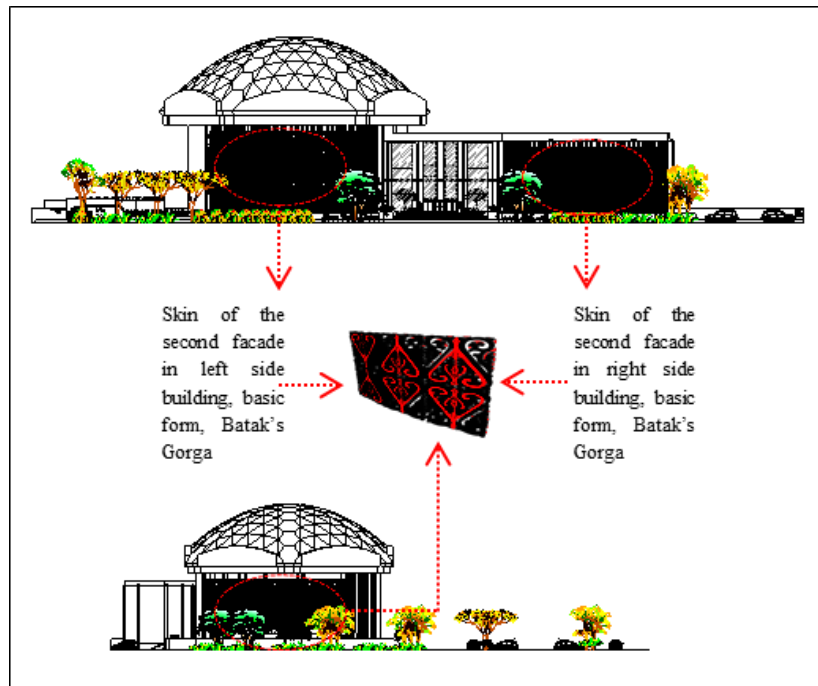 Skin of the
second facade
in left side
building, basic
form, Batak's
Gorga
Skin of the
second facade
in right side
building, basic
form, Batak's
Gorga